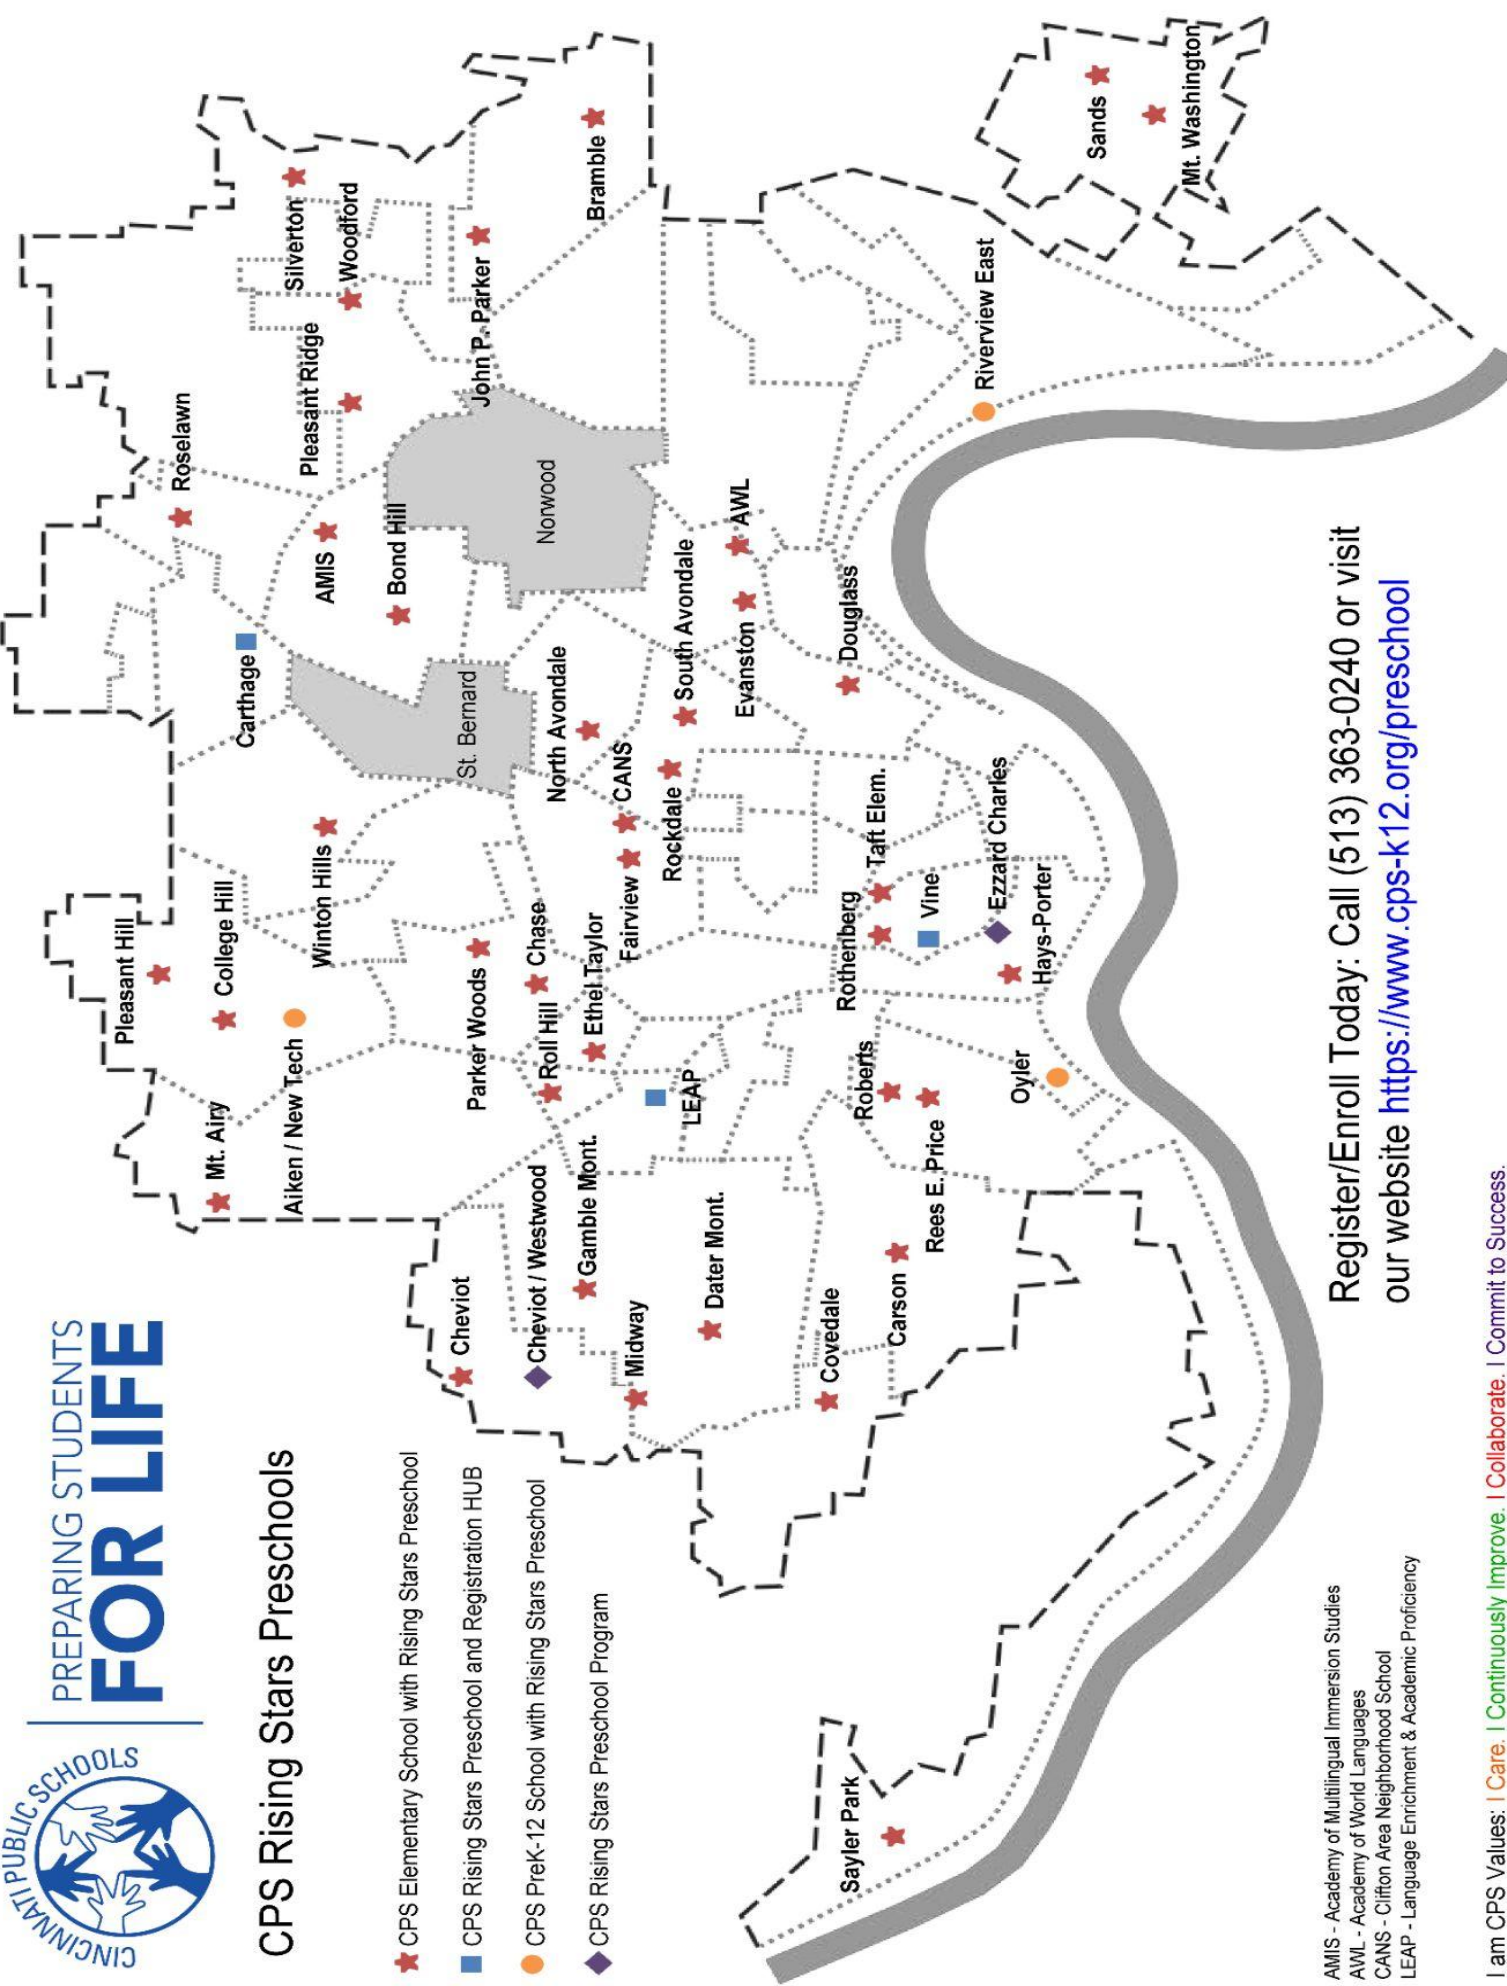 CINCINNATI PUBLIC SCHOOLS
PREPARING STUDENTS
FOR LIFE
CPS Rising Stars Preschools
CPS Elementary School with Rising Stars Preschool
CPS Rising Stars Preschool and Registration HUB
CPS PreK-12 School with Rising Stars Preschool
CPS Rising Stars Preschool Program
Pleasant Hill
Mt. Airy
College Hill
Aiken / New Tech
Winton Hills
Carthage
Roselawn
AMIS
Pleasant Ridge
Silverton
Woodford
Bond Hill
St. Bernard
Norwood
John P. Parker
Bramble
Cheviot
Cheviot / Westwood
Gamble Mont.
Midway
Dater Mont.
Covedale
Carson
Parker Woods
Chase
Roll Hill
Ethel Taylor
LEAP
Fairview
CANS
North Avondale
Rockdale
South Avondale
Evanston
AWL
Douglass
Taft Elem.
Rothenberg
Vine
Ezzard Charles
Hays-Porter
Roberts
Rees E. Price
Oyler
Riverview East
Sands
Mt. Washington
Sayler Park
Register/Enroll Today: Call (513) 363-0240 or visit
our website https://www.cps-k12.org/preschool
AMIS - Academy of Multilingual Immersion Studies
AWL - Academy of World Languages
CANS - Clifton Area Neighborhood School
LEAP - Language Enrichment & Academic Proficiency
I am CPS Values: I Care. I Continuously Improve. I Collaborate. I Commit to Success.